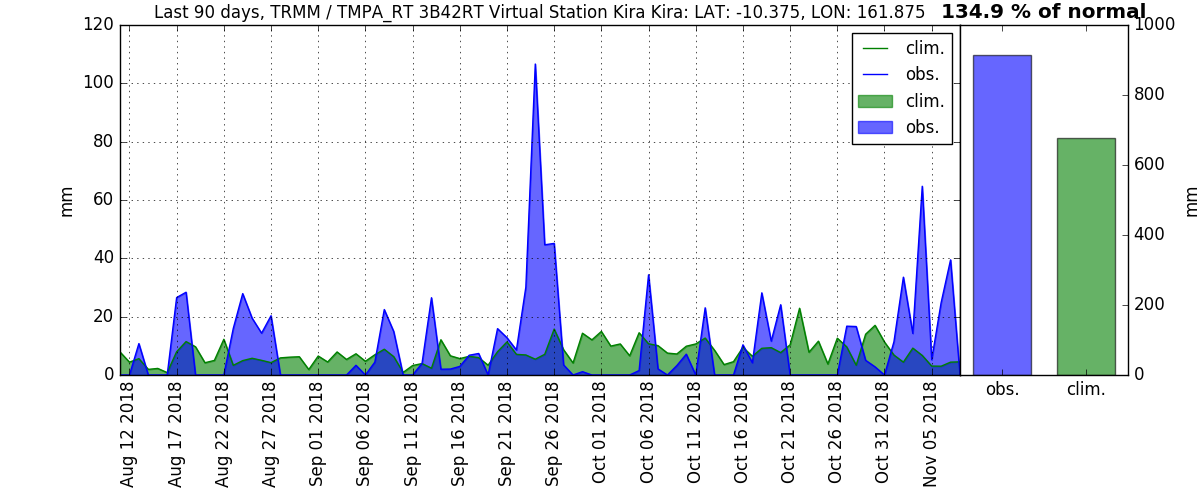 Last 90 days, TRMM / TMPA_RT 3B42RT Virtual Station Kira Kira: LAT: -10.375, LON: 161.875 134.9 % of normal
120
100
80
60
40
20
0
mm
clim.
obs.
clim.
obs.
1000
800
600
400
200
0
mm
obs. clim.
Aug 12 2018
Aug 17 2018
Aug 22 2018
Aug 27 2018
Sep 01 2018
Sep 06 2018
Sep 11 2018
Sep 16 2018
Sep 21 2018
Sep 26 2018
Oct 01 2018
Oct 06 2018
Oct 11 2018
Oct 16 2018
Oct 21 2018
Oct 26 2018
Oct 31 2018
Nov 05 2018